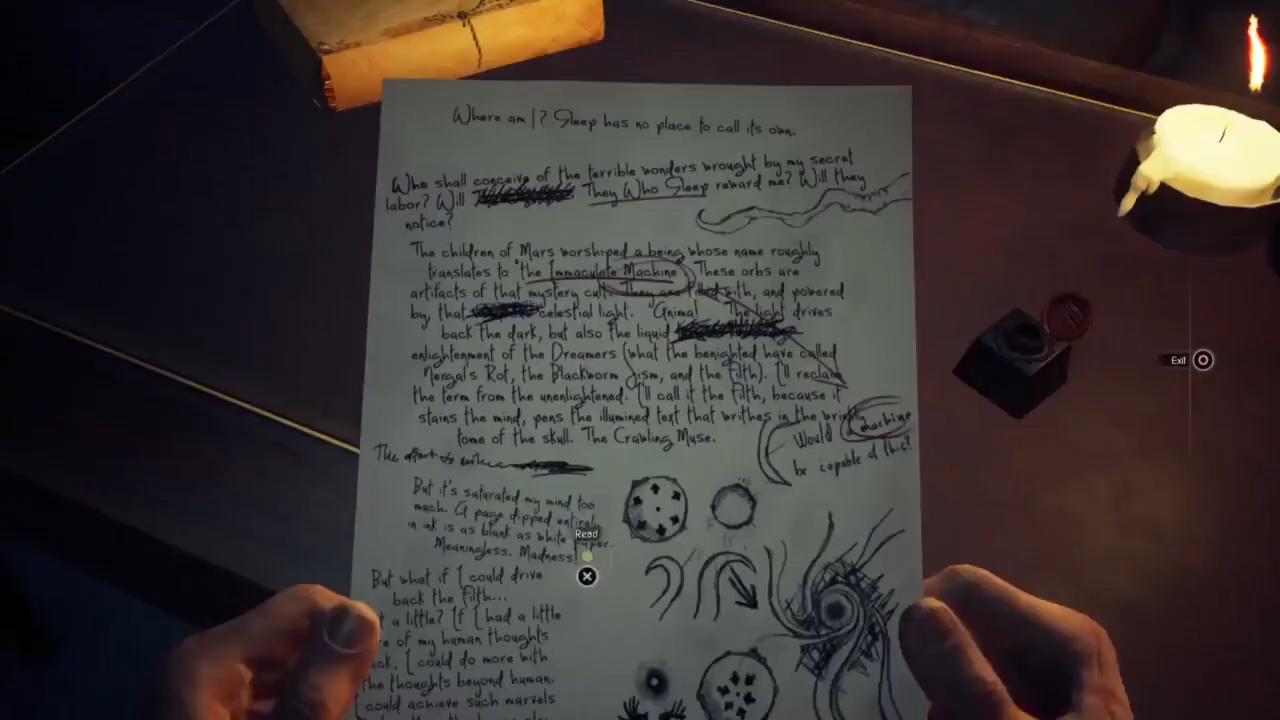 Where am I? Sleep has no place to call its own.
Who shall conceive of the terrible wonders wrought by my secret
labor? Will They Who Sleep reward me? Will they
notice?
The children of Mars worshiped a being whose name roughly
translates to "the Immaculate Machine" These orbs are
artifacts of that mystery cult. They are filled with, and powered
by, that celestial light. Anima! The light drives
back the dark, but also the liquid
enlightenment of the Dreamers (what the benighted have called
Nergal's Rot, the Blackworm Jism, and the filth). I'll reclaim
the term from the unenlightened. I'll call it the filth, because it
stains the mind, pens the illumined text that writhes in the wrinkly
tome of the skull. The Crawling Muse.
Would a machine
be capable of this?
The
But it's saturated my mind too
much. A page dipped entirely
in ink is as blank as white paper.
Meaningless. Madness!
Read
But what if I could drive
back the filth...
a little? If I had a little
of my human thoughts
I could do more with
the thoughts beyond human.
I could achieve such marvels
Exit